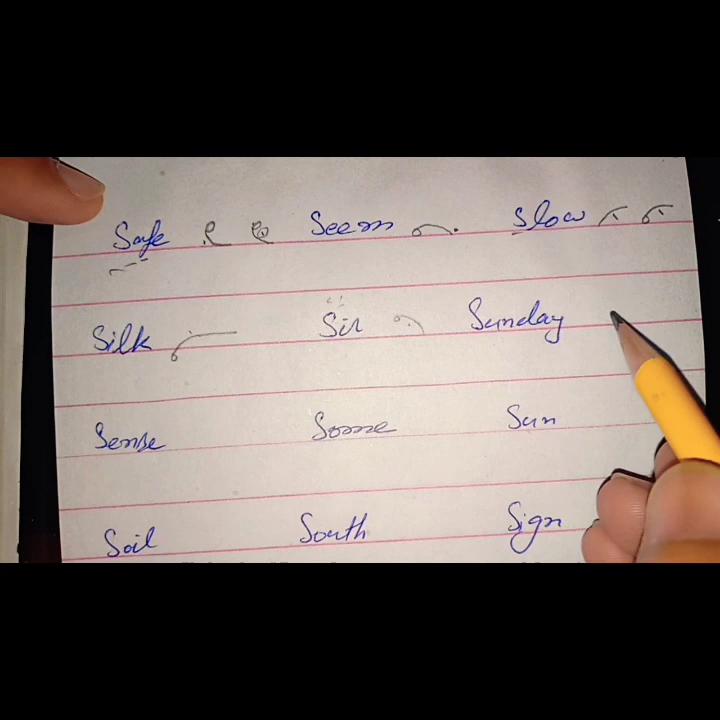 Safe Seem Slow
Silk Sir Sunday
Sense Some Sun
Soil South Sign